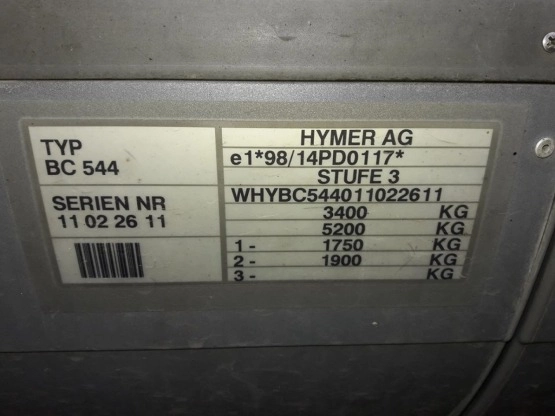 TYP
BC 544
SERIEN NR
11 02 26 11
HYMER AG
e1*98/14PD0117*
STUFE 3
WHYBC544011022611
3400 KG
5200 KG
1- 1750 KG
2- 1900 KG
3- KG